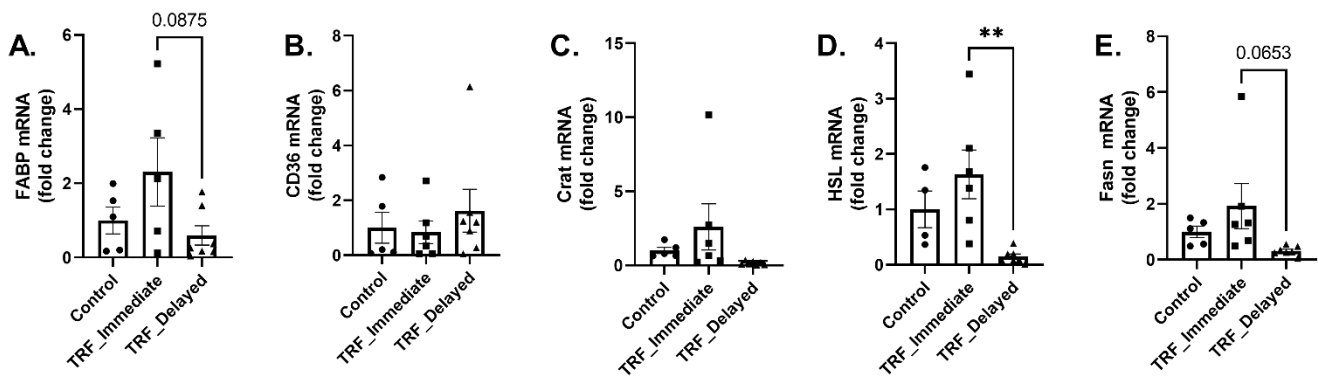 A.
0.0875
FABP mRNA
(fold change)
6
4
2
0
Control
TRF_Immediate
TRF_Delayed
B.
CD36 mRNA
(fold change)
8
6
4
2
0
Control
TRF_Immediate
TRF_Delayed
C.
Crat mRNA
(fold change)
15
10
5
0
Control
TRF_Immediate
TRF_Delayed
D.
**
HSL mRNA
(fold change)
4
3
2
1
0
Control
TRF_Immediate
TRF_Delayed
E.
0.0653
Fasn mRNA
(fold change)
8
6
4
2
0
Control
TRF_Immediate
TRF_Delayed